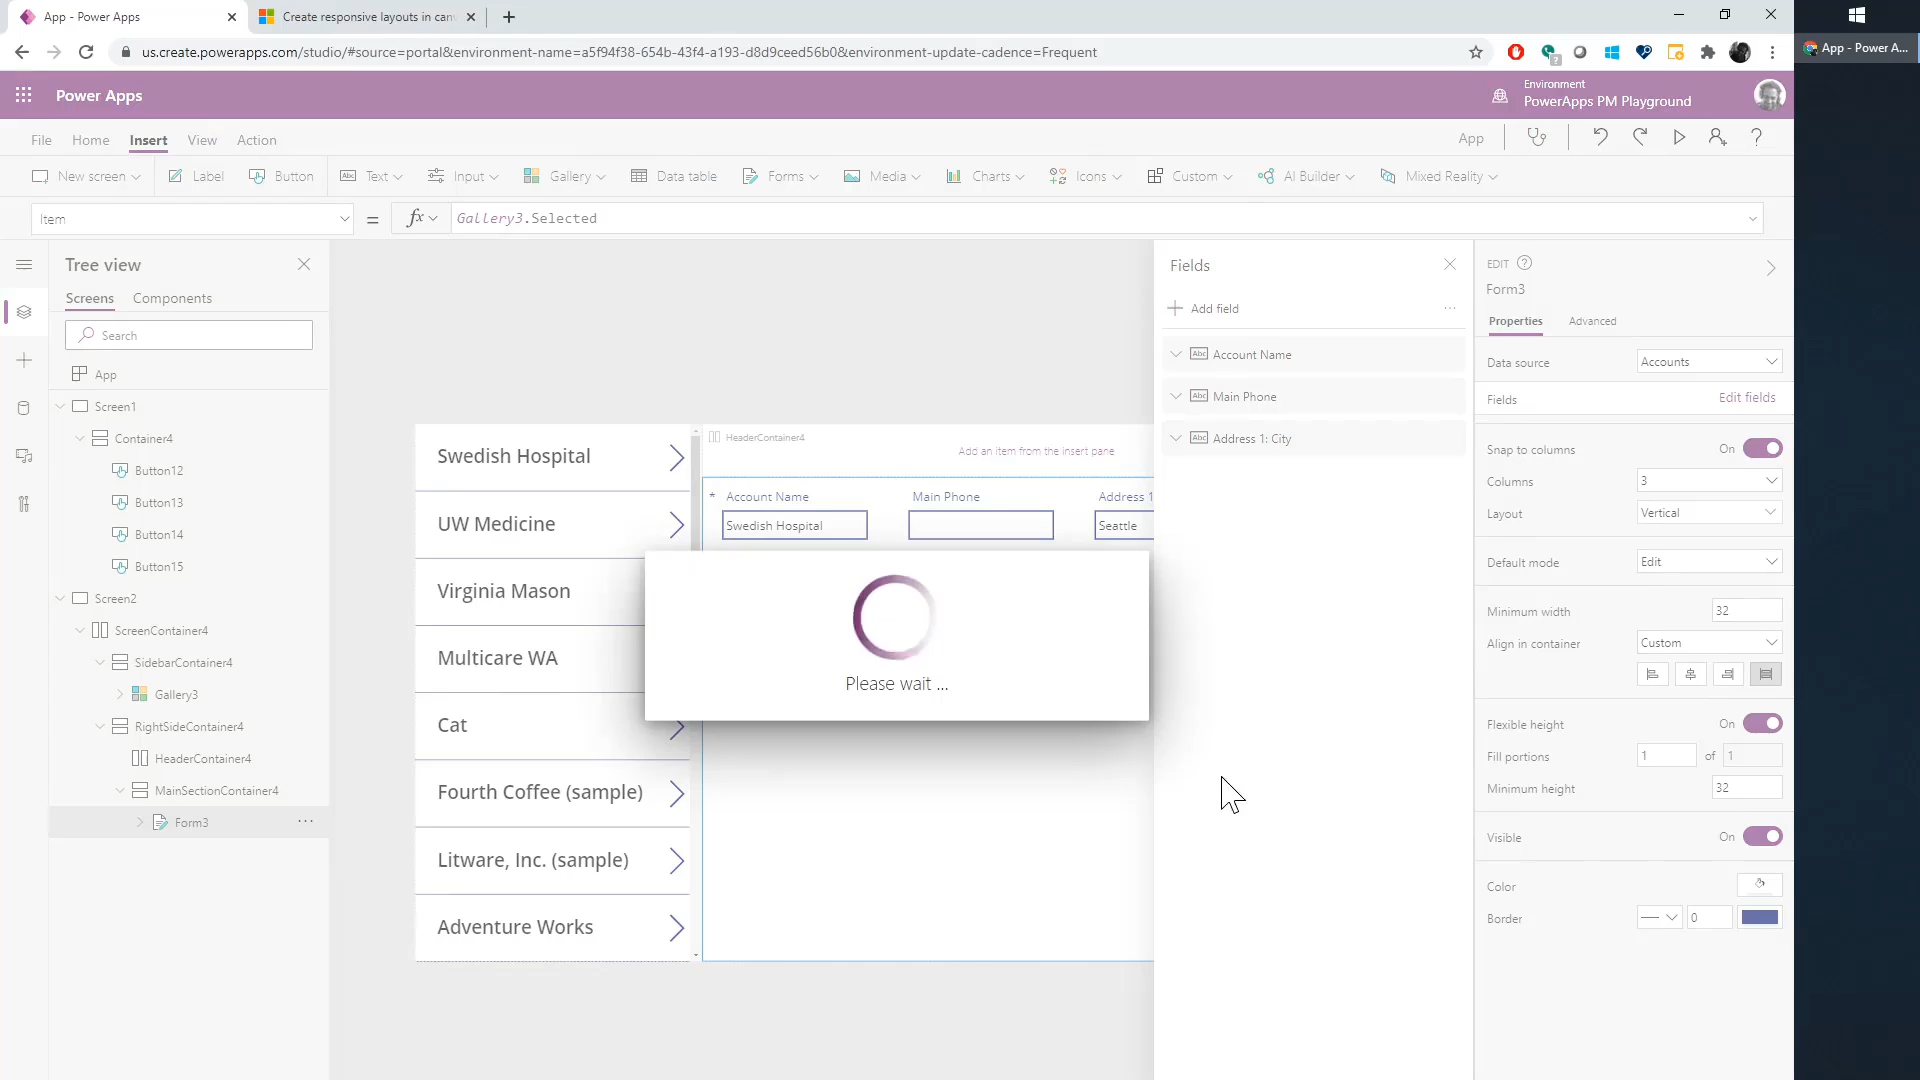 App - Power Apps
Create responsive layouts in can
us.create.powerapps.com/studio/#source=portal&environment-name=a5f94f38-654b-43f4-a193-d8d9ceed56b0&environment-update-cadence=Frequent
App - Power A...
Power Apps
Environment
PowerApps PM Playground
File
Home
Insert
View
Action
App
New screen
Label
Button
Text
Input
Gallery
Data table
Forms
Media
Charts
Icons
Custom
AI Builder
Mixed Reality
Item
=
fx
Gallery3.Selected
Tree view
Screens
Components
Search
App
Screen1
Container4
Button12
Button13
Button14
Button15
Screen2
ScreenContainer4
SidebarContainer4
Gallery3
RightSideContainer4
HeaderContainer4
MainSectionContainer4
Form3
Swedish Hospital
UW Medicine
Virginia Mason
Multicare WA
Cat
Fourth Coffee (sample)
Litware, Inc. (sample)
Adventure Works
HeaderContainer4
Add an item from the insert pane
* Account Name
Main Phone
Address 1
Swedish Hospital
Seattle
Please wait ...
Fields
Add field
Abc Account Name
Abc Main Phone
Abc Address 1: City
EDIT
Form3
Properties
Advanced
Data source
Accounts
Fields
Edit fields
Snap to columns
On
Columns
3
Layout
Vertical
Default mode
Edit
Minimum width
32
Align in container
Custom
Flexible height
On
Fill portions
1 of 1
Minimum height
32
Visible
On
Color
Border
0